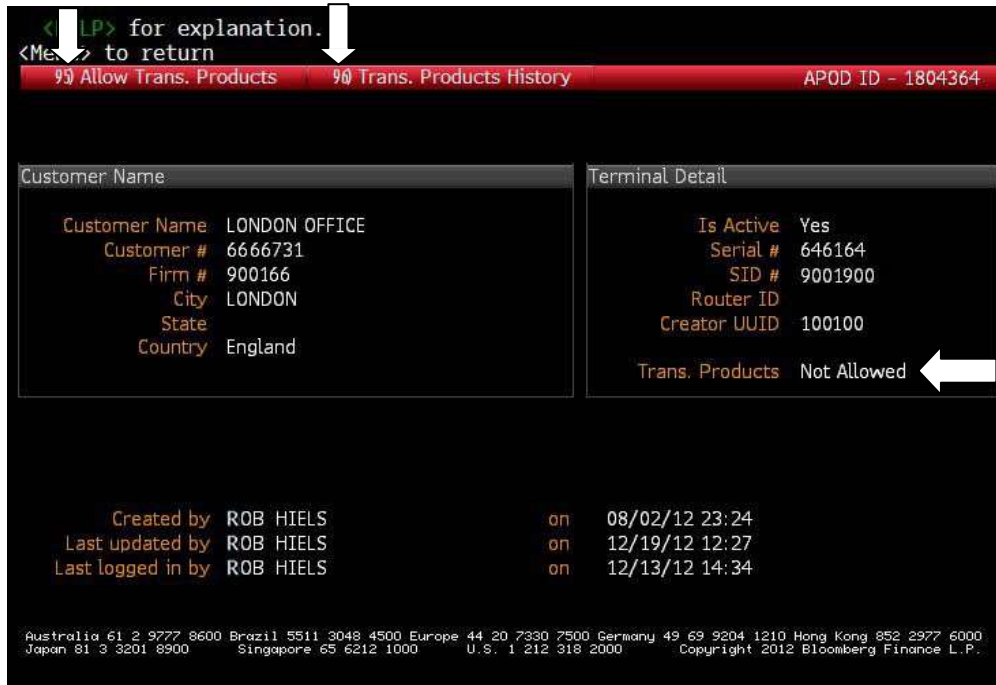 for explanation.
to return
95) Allow Trans. Products 96) Trans. Products History APOD ID - 1804364
Customer Name Terminal Detail
Customer Name LONDON OFFICE Is Active Yes
Customer # 6666731 Serial # 646164
Firm # 900166 SID # 9001900
City LONDON Router ID
State Creator UUID 100100
Country England
Trans. Products Not Allowed
Created by ROB HIELS on 08/02/12 23:24
Last updated by ROB HIELS on 12/19/12 12:27
Last logged in by ROB HIELS on 12/13/12 14:34
Australia 61 2 9777 8600 Brazil 5511 3048 4500 Europe 44 20 7330 7500 Germany 49 69 9204 1210 Hong Kong 852 2977 6000
Japan 81 3 3201 8900 Singapore 65 6212 1000 U.S. 1 212 318 2000 Copyright 2012 Bloomberg Finance L.P.